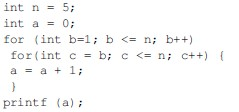 int n = 5;
int a = 0;
for (int b=1; b <= n; b++)
for(int c = b; c <= n; c++) {
a = a + 1;
}
printf (a);